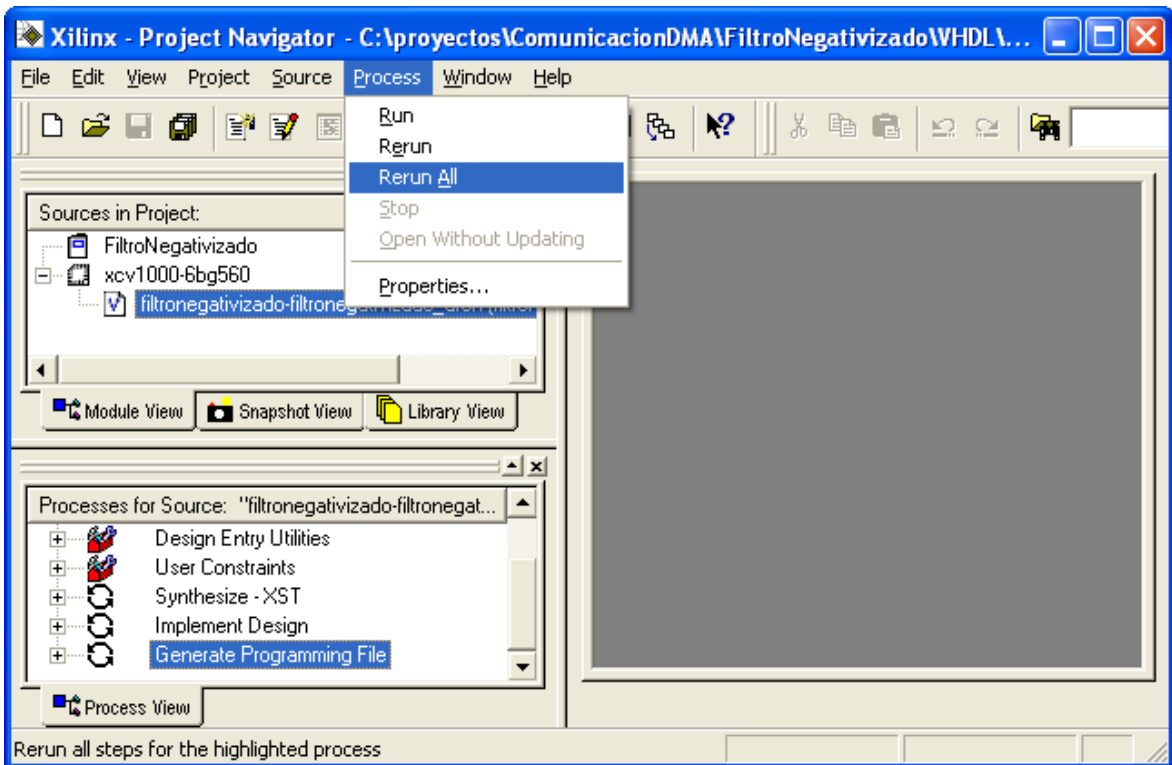 Xilinx - Project Navigator - C:\proyectos\ComunicacionDMA\FiltroNegativizado\VHDL\...
File Edit View Project Source Process Window Help
Run
Rerun
Rerun All
Stop
Open Without Updating
Properties...
Sources in Project:
FiltroNegativizado
xcv1000-6bg560
filtronegativizado-filtroneg
Module View Snapshot View Library View
Processes for Source: "filtronegativizado-filtronegat...
Design Entry Utilities
User Constraints
Synthesize - XST
Implement Design
Generate Programming File
Process View
Rerun all steps for the highlighted process